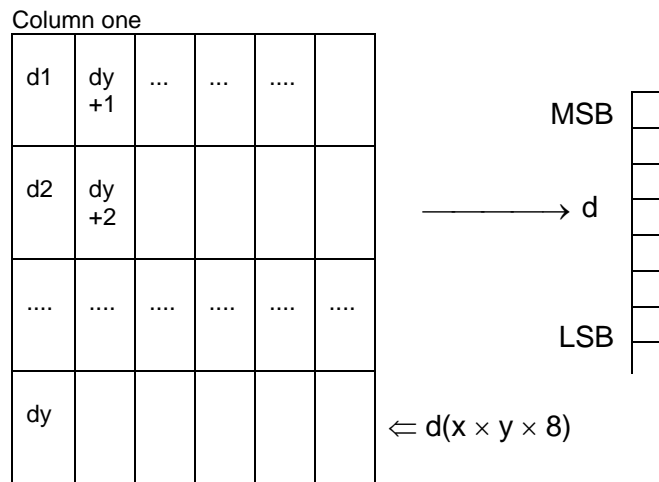 Column one
d1 dy ... ... ....
+1
MSB
d2 dy
+2
⟶ d
.... .... .... .... .... ....
LSB
dy
⇐ d(x × y × 8)